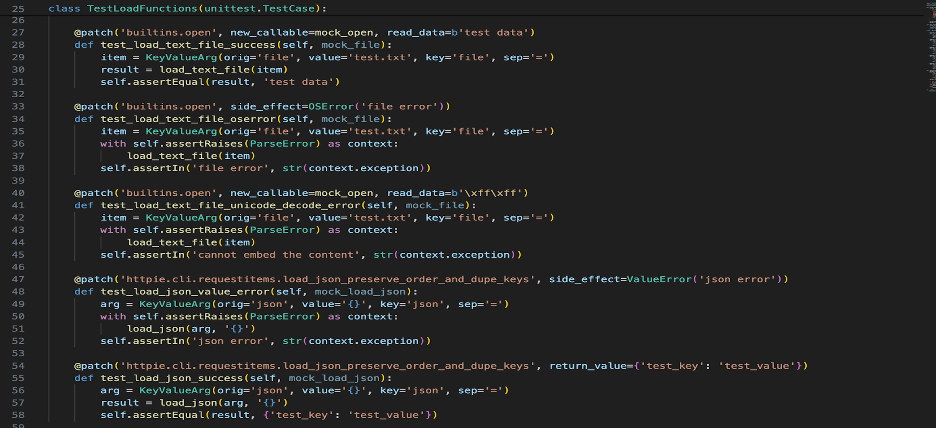 25 class TestLoadFunctions(unittest.TestCase):
26
27     @patch('builtins.open', new_callable=mock_open, read_data=b'test data')
28     def test_load_text_file_success(self, mock_file):
29         item = KeyValueArg(orig='file', value='test.txt', key='file', sep='=')
30         result = load_text_file(item)
31         self.assertEqual(result, 'test data')
32
33     @patch('builtins.open', side_effect=OSError('file error'))
34     def test_load_text_file_oserror(self, mock_file):
35         item = KeyValueArg(orig='file', value='test.txt', key='file', sep='=')
36         with self.assertRaises(ParseError) as context:
37             load_text_file(item)
38         self.assertIn('file error', str(context.exception))
39
40     @patch('builtins.open', new_callable=mock_open, read_data=b'\xff\xff')
41     def test_load_text_file_unicode_decode_error(self, mock_file):
42         item = KeyValueArg(orig='file', value='test.txt', key='file', sep='=')
43         with self.assertRaises(ParseError) as context:
44             load_text_file(item)
45         self.assertIn('cannot embed the content', str(context.exception))
46
47     @patch('httpie.cli.requestitems.load_json_preserve_order_and_dupe_keys', side_effect=ValueError('json error'))
48     def test_load_json_value_error(self, mock_load_json):
49         arg = KeyValueArg(orig='json', value='{}', key='json', sep='=')
50         with self.assertRaises(ParseError) as context:
51             load_json(arg, '{}')
52         self.assertIn('json error', str(context.exception))
53
54     @patch('httpie.cli.requestitems.load_json_preserve_order_and_dupe_keys', return_value={'test_key': 'test_value'})
55     def test_load_json_success(self, mock_load_json):
56         arg = KeyValueArg(orig='json', value='{}', key='json', sep='=')
57         result = load_json(arg, '{}')
58         self.assertEqual(result, {'test_key': 'test_value'})
59